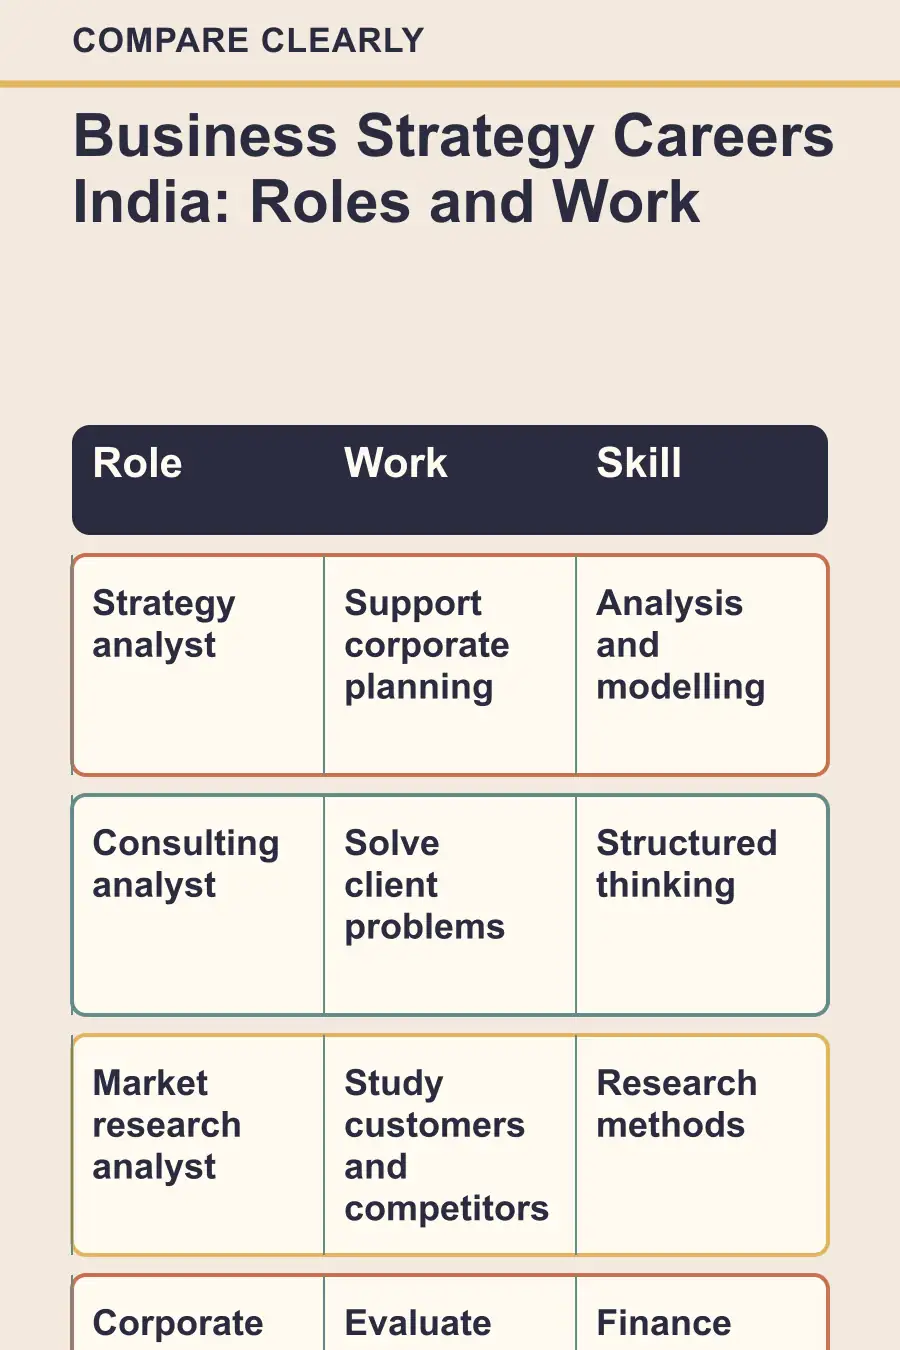 COMPARE CLEARLY
Business Strategy Careers
India: Roles and Work
Role Work Skill
Strategy
analyst
Support
corporate
planning
Analysis
and
modelling
Consulting
analyst
Solve
client
problems
Structured
thinking
Market
research
analyst
Study
customers
and
competitors
Research
methods
Corporate
Evaluate
Finance